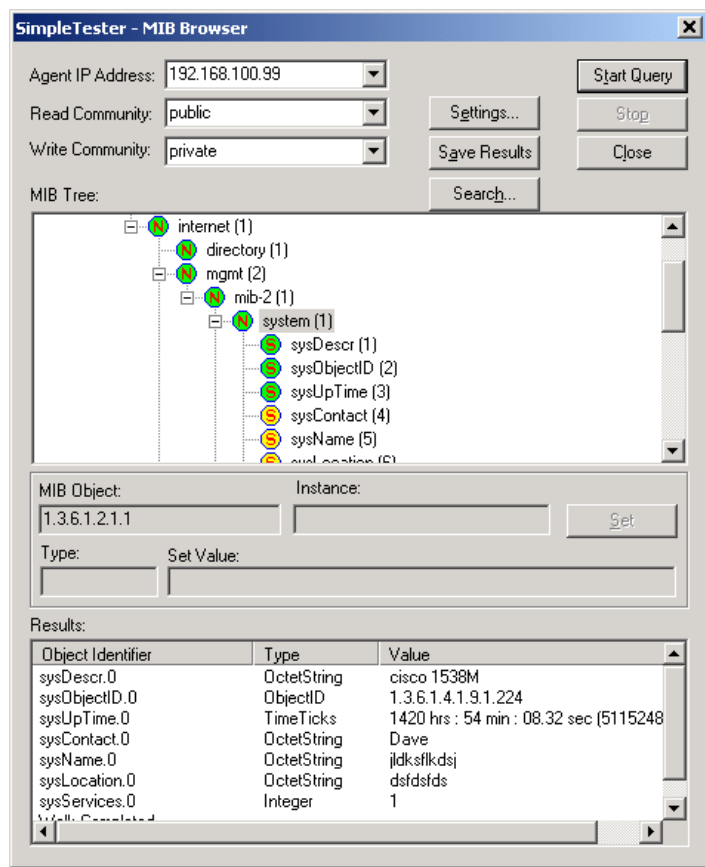 SimpleTester - MIB Browser
Agent IP Address: 192.168.100.99 Start Query
Read Community: public Settings... Stop
Write Community: private Save Results Close
MIB Tree: Search...
internet (1)
directory (1)
mgmt (2)
mib-2 (1)
system (1)
sysDescr (1)
sysObjectID (2)
sysUpTime (3)
sysContact (4)
sysName (5)
sysLocation (6)
MIB Object: Instance:
1.3.6.1.2.1.1 Set
Type: Set Value:
Results:
Object Identifier Type Value
sysDescr.0 OctetString cisco 1538M
sysObjectID.0 ObjectID 1.3.6.1.4.1.9.1.224
sysUpTime.0 TimeTicks 1420 hrs : 54 min : 08.32 sec (5115248
sysContact.0 OctetString Dave
sysName.0 OctetString jldksflkdsj
sysLocation.0 OctetString dsfdsfds
sysServices.0 Integer 1
Walk Completed